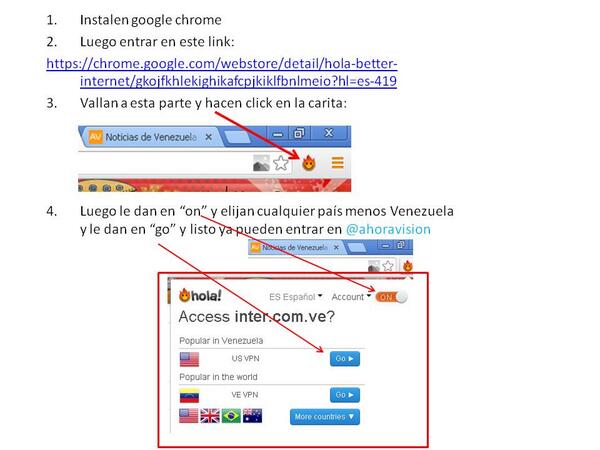 1. Instalen google chrome
2. Luego entrar en este link:
https://chrome.google.com/webstore/detail/hola-better-
internet/gkojfkhlekighikafcpjkiklfbnlmeio?hl=es-419
3. Vallan a esta parte y hacen click en la carita:
AV Noticias de Venezuela ×
4. Luego le dan en “on” y elijan cualquier país menos Venezuela
y le dan en “go” y listo ya pueden entrar en @ahoravision
AV Noticias de Venezuela ×
hola! ES Español Account ON
Access inter.com.ve?
Popular in Venezuela
US VPN Go
Popular in the world
VE VPN Go
More countries